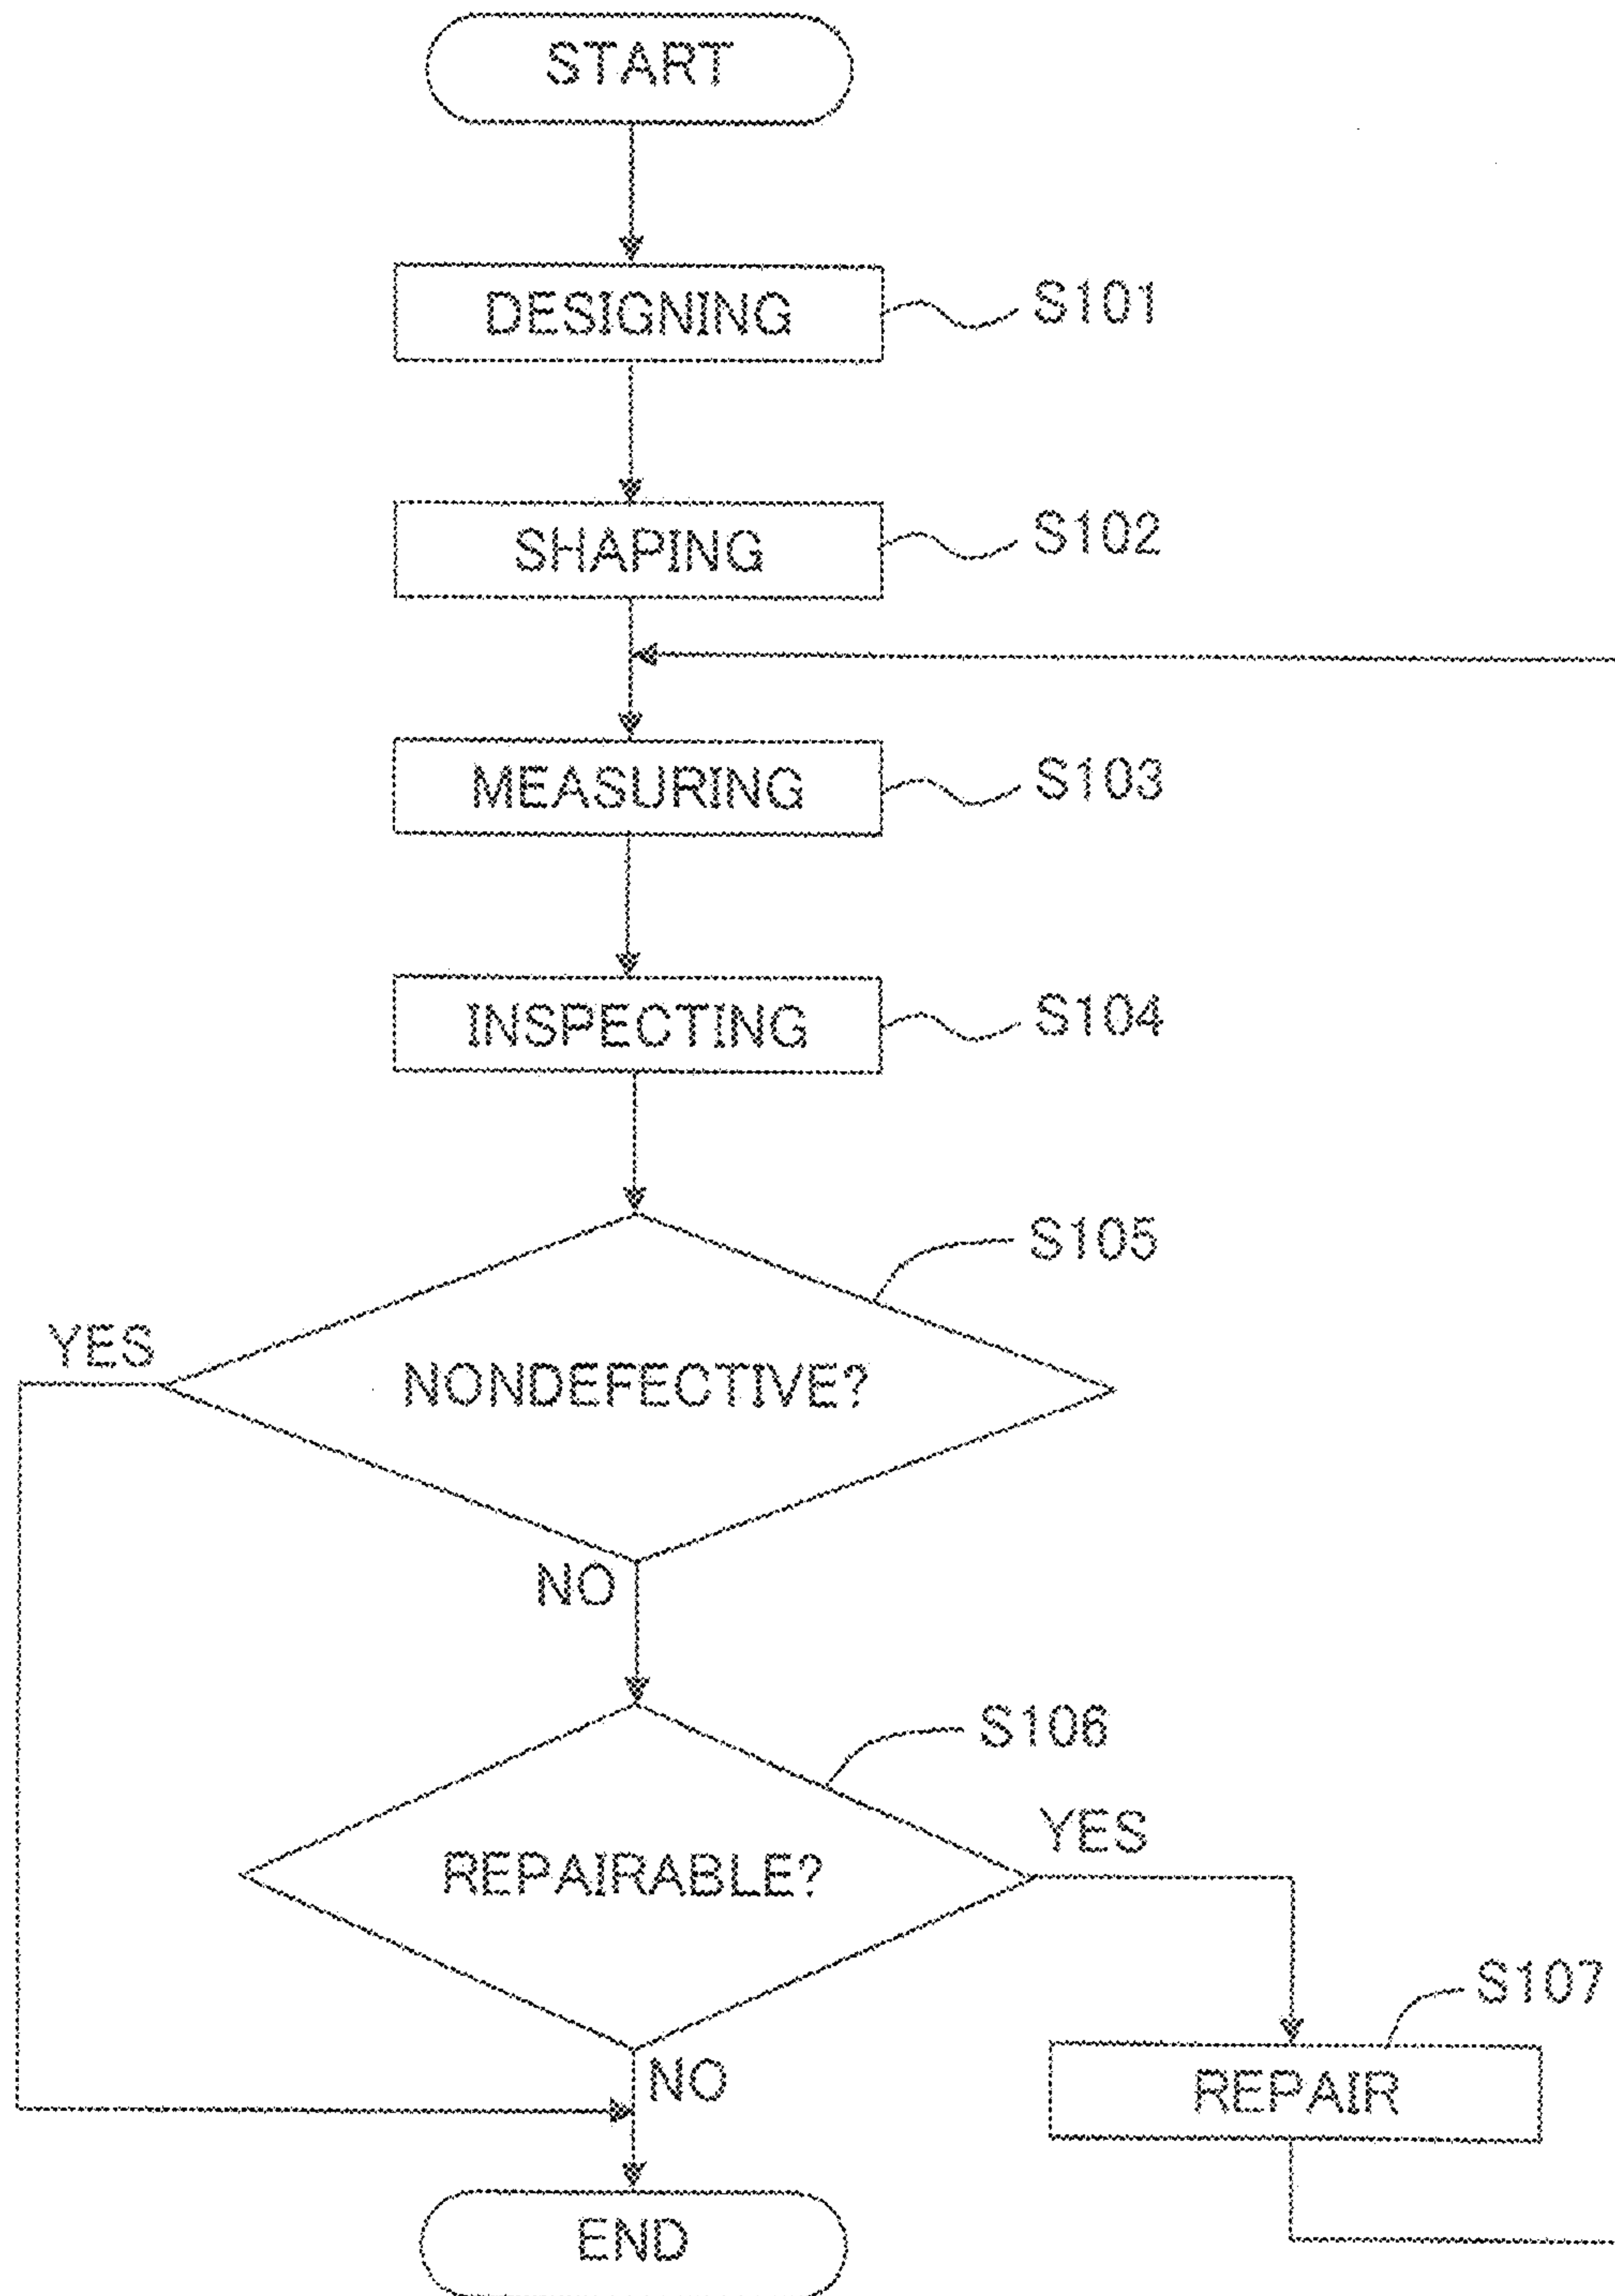 START
DESIGNING
S101
SHAPING
S102
MEASURING
S103
INSPECTING
S104
S105
YES
NONDEFECTIVE?
NO
S106
YES
REPAIRABLE?
S107
NO
REPAIR
END